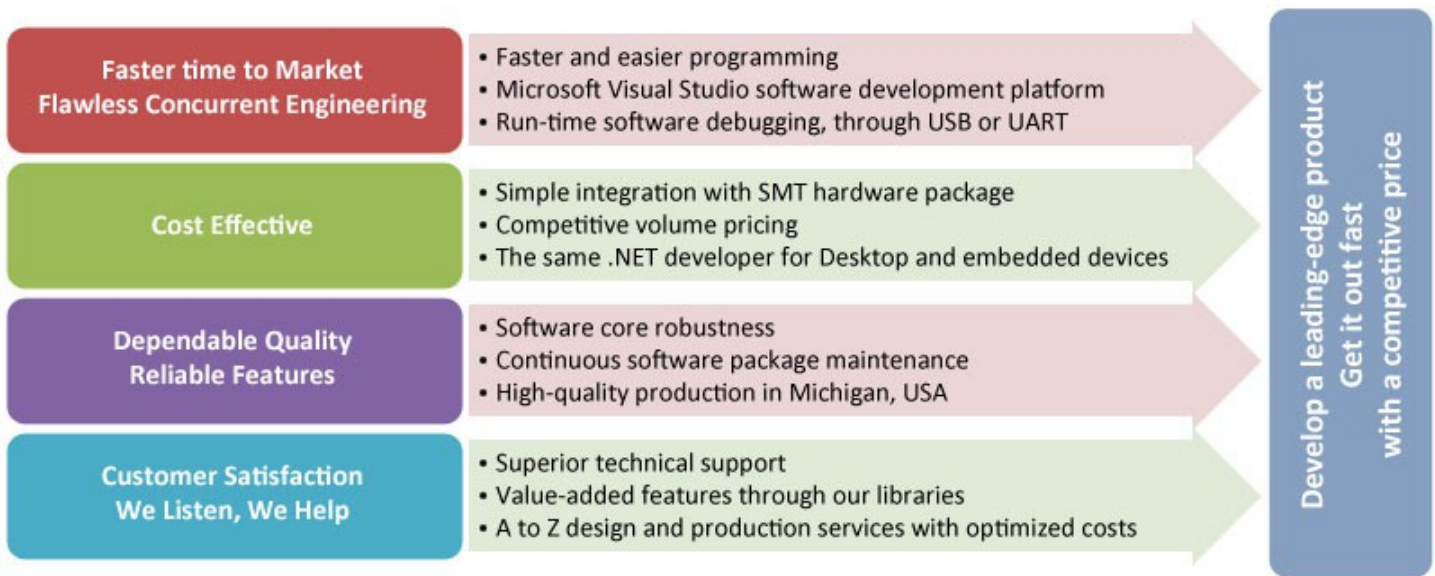 Faster time to Market
Flawless Concurrent Engineering
• Faster and easier programming
• Microsoft Visual Studio software development platform
• Run-time software debugging, through USB or UART
Cost Effective
• Simple integration with SMT hardware package
• Competitive volume pricing
• The same .NET developer for Desktop and embedded devices
Dependable Quality
Reliable Features
• Software core robustness
• Continuous software package maintenance
• High-quality production in Michigan, USA
Customer Satisfaction
We Listen, We Help
• Superior technical support
• Value-added features through our libraries
• A to Z design and production services with optimized costs
Develop a leading-edge product
Get it out fast
with a competitive price